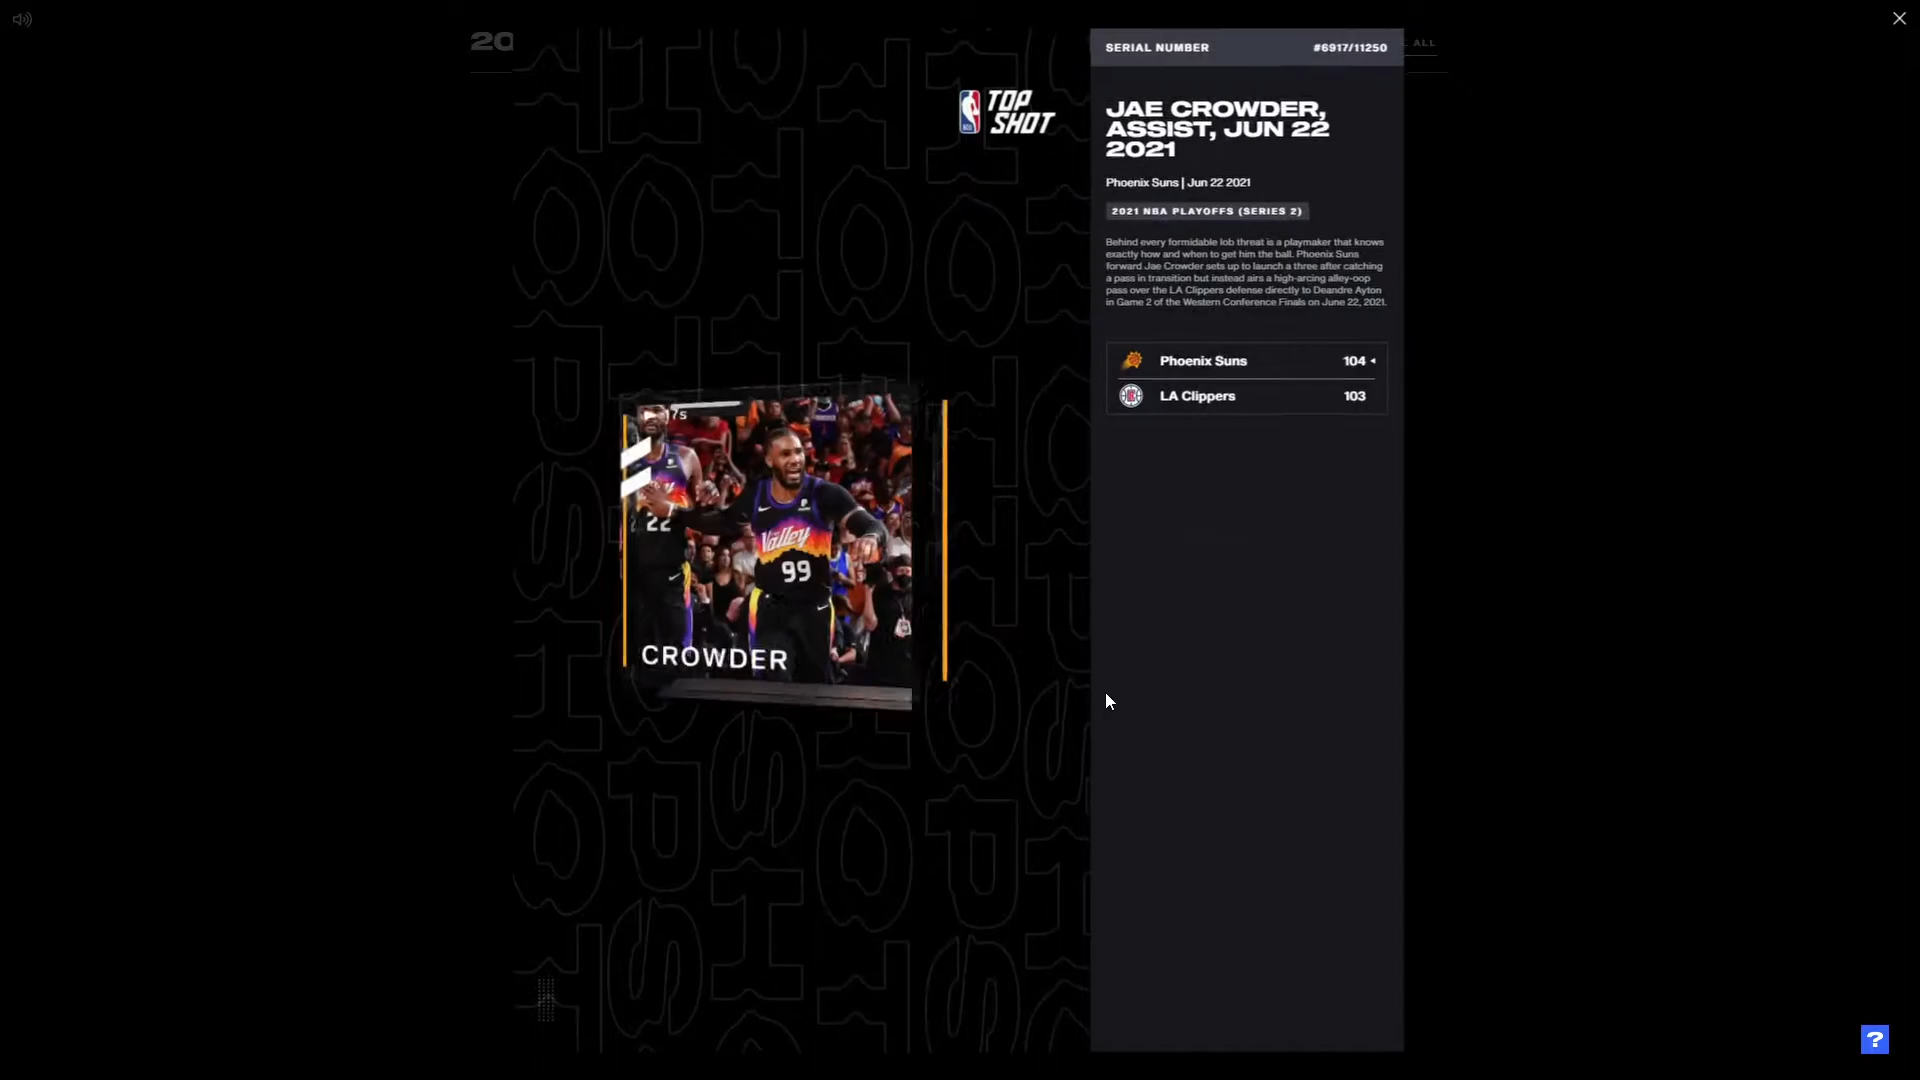 20
ALL
TOP
SHOT
SERIAL NUMBER #6917/11250
JAE CROWDER,
ASSIST, JUN 22
2021
Phoenix Suns | Jun 22 2021
2021 NBA PLAYOFFS (SERIES 2)
Behind every formidable lob threat is a playmaker that knows
exactly how and when to get him the ball. Phoenix Suns
forward Jae Crowder sets up to launch a three after catching
a pass in transition but instead airs a high-arcing alley-oop
pass over the LA Clippers defense directly to Deandre Ayton
in Game 2 of the Western Conference Finals on June 22, 2021.
Phoenix Suns 104
LA Clippers 103
22
Valley
99
CROWDER
?